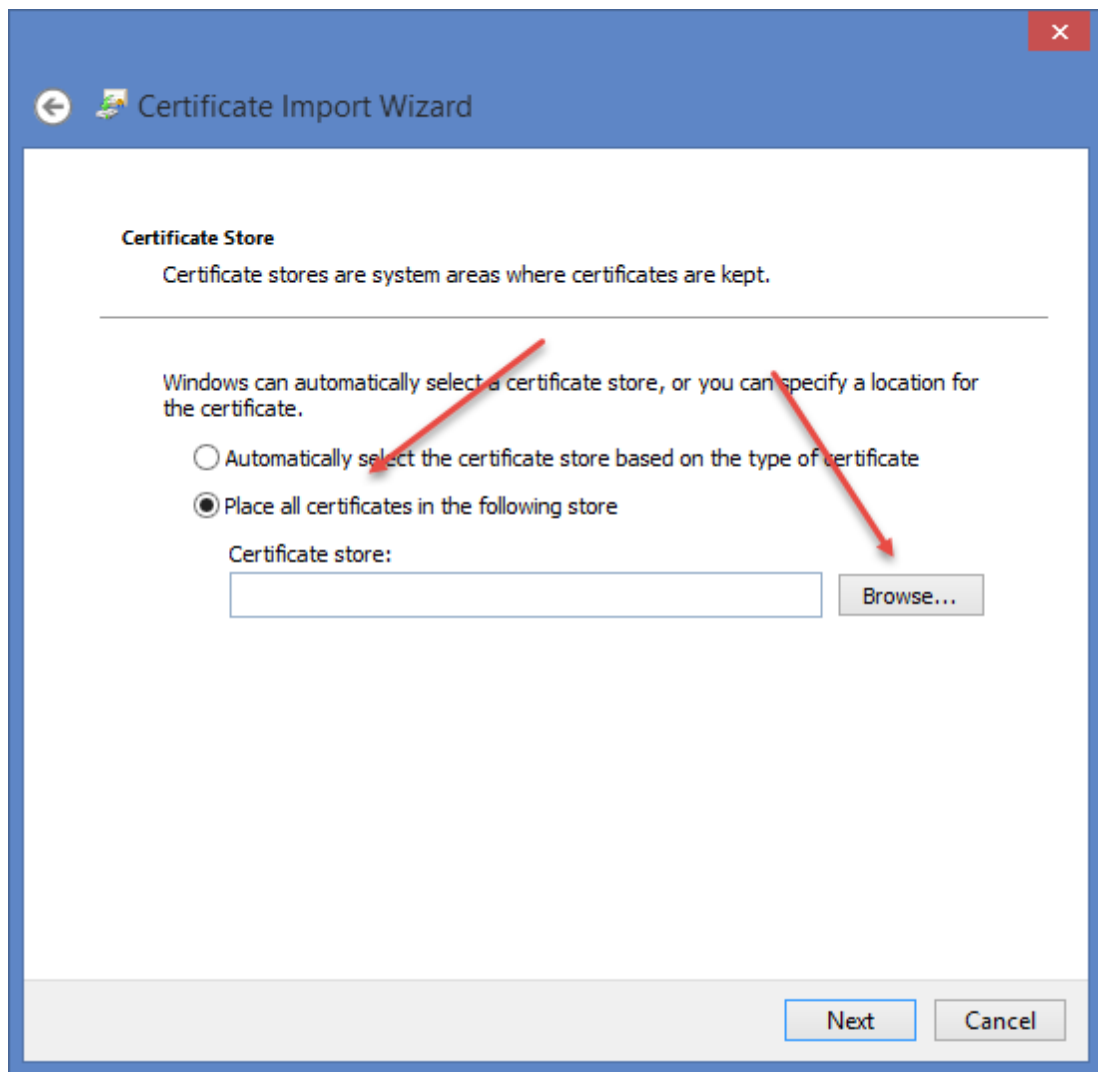 Certificate Import Wizard
Certificate Store
Certificate stores are system areas where certificates are kept.
Windows can automatically select a certificate store, or you can specify a location for
the certificate.
Automatically select the certificate store based on the type of certificate
Place all certificates in the following store
Certificate store:
Browse...
Next
Cancel